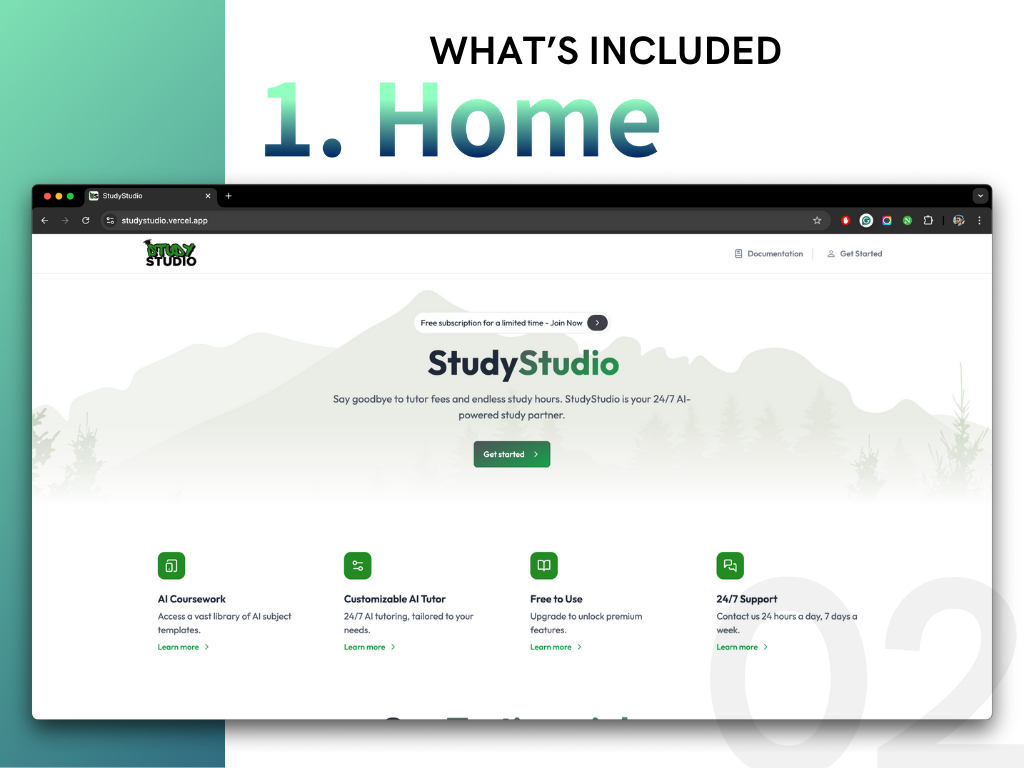 WHAT'S INCLUDED
1. Home
StudyStudio
studystudio.vercel.app
STUDY
STUDIO
Documentation
Get Started
Free subscription for a limited time - Join Now
StudyStudio
Say goodbye to tutor fees and endless study hours. StudyStudio is your 24/7 AI-
powered study partner.
Get started
AI Coursework
Access a vast library of AI subject
templates.
Learn more
Customizable AI Tutor
24/7 AI tutoring, tailored to your
needs.
Learn more
Free to Use
Upgrade to unlock premium
features.
Learn more
24/7 Support
Contact us 24 hours a day, 7 days a
week.
Learn more
02